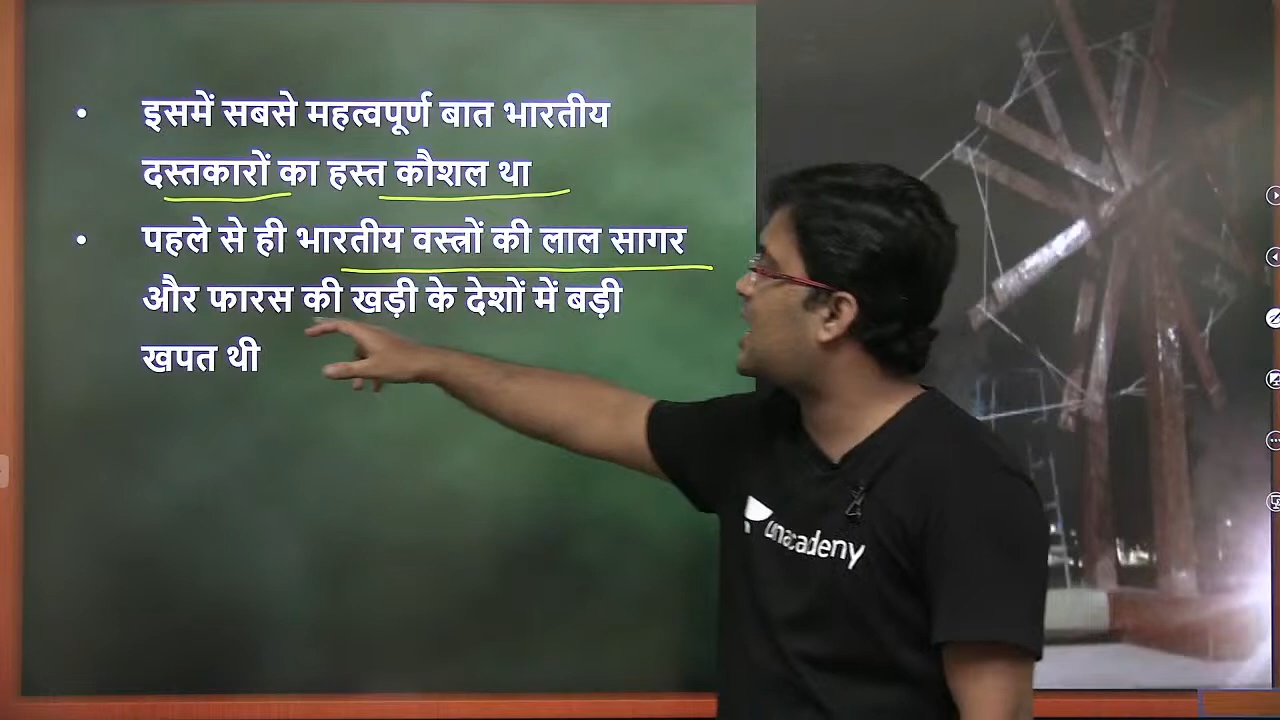 इसमें सबसे महत्वपूर्ण बात भारतीय
दस्तकारों का हस्त कौशल था
पहले से ही भारतीय वस्त्रों की लाल सागर
और फारस की खड़ी के देशों में बड़ी
खपत थी
unacademy